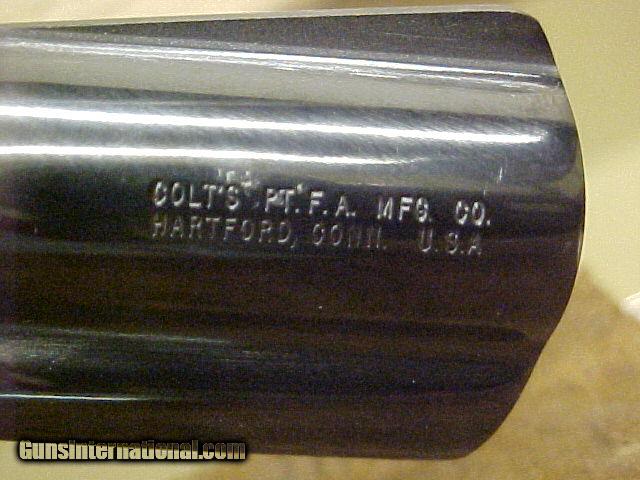 COLT'S PT. F. A. MFG. CO.
HARTFORD, CONN. U.S.A
GunsInternational.com